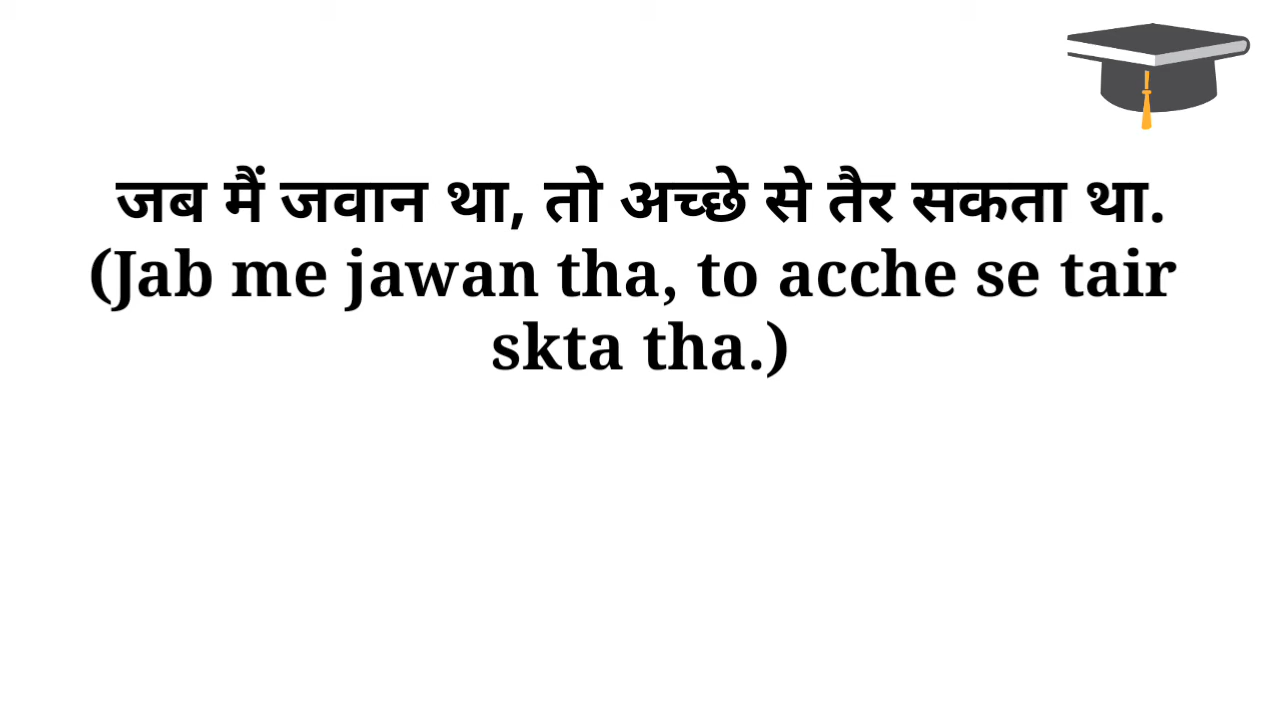 जब मैं जवान था, तो अच्छे से तैर सकता था.
(Jab me jawan tha, to acche se tair
skta tha.)